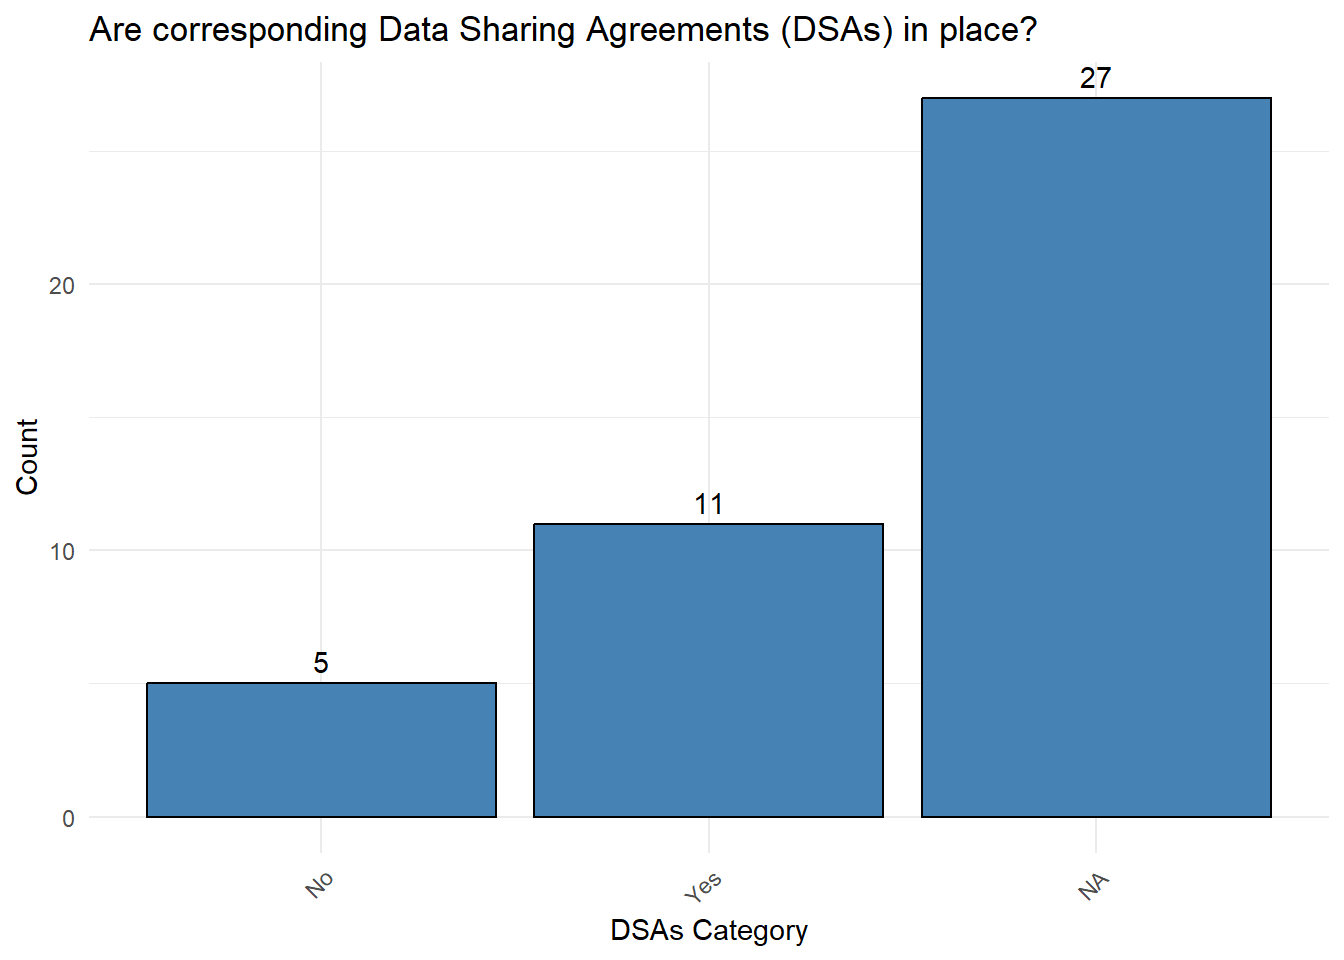 Are corresponding Data Sharing Agreements (DSAs) in place?
27
20
Count
11
10
5
0
No
Yes
NA
DSAs Category